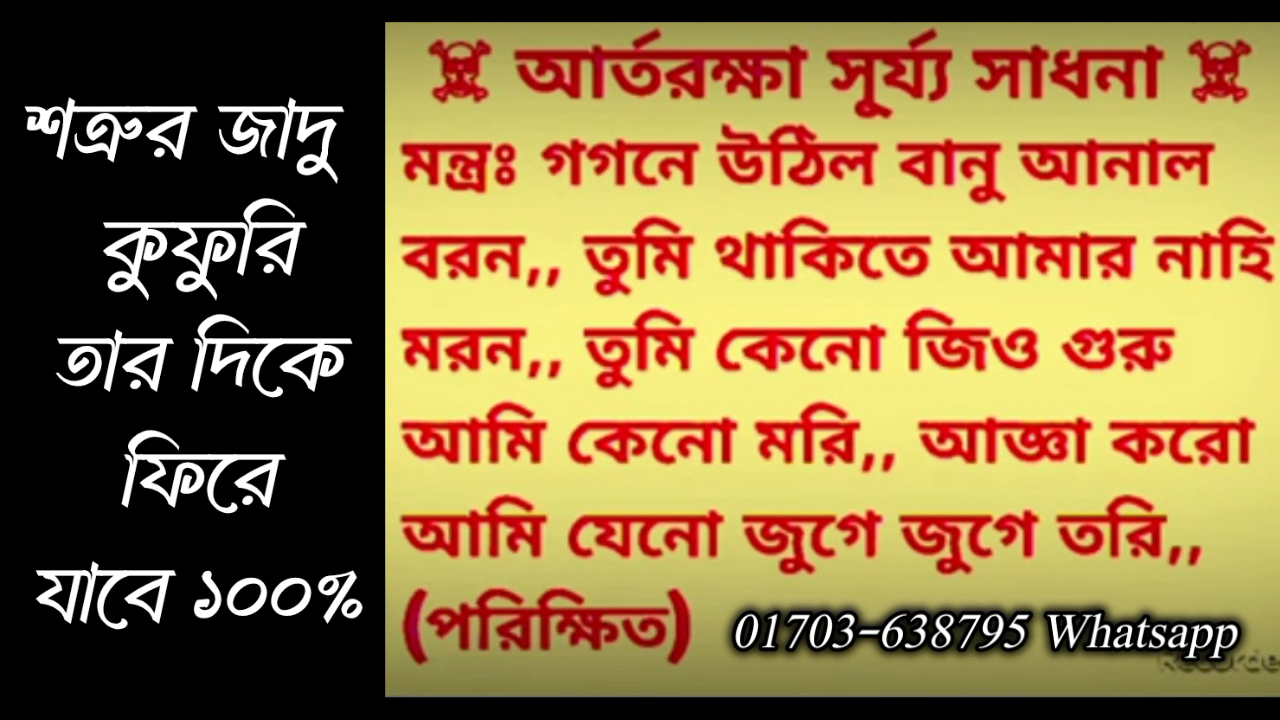 শত্রুর জাদু
কুফুরি
তার দিকে
ফিরে
যাবে ১০০%
আর্তরক্ষা সূর্য্য সাধনা
মন্ত্রঃ গগনে উঠিল বানু আনাল
বরন,, তুমি থাকিতে আমার নাহি
মরন,, তুমি কেনো জিও গুরু
আমি কেনো মরি,, আজ্ঞা করো
আমি যেনো জুগে জুগে তরি,,
(পরিক্ষিত)
01703-638795 Whatsapp